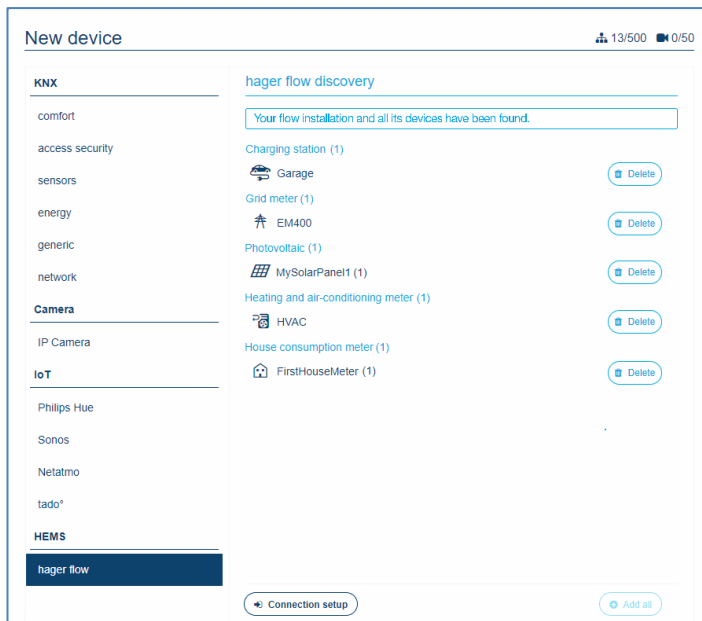 New device
13/500 0/50
KNX
comfort
access security
sensors
energy
generic
network
Camera
IP Camera
IoT
Philips Hue
Sonos
Netatmo
tado°
HEMS
hager flow
hager flow discovery
Your flow installation and all its devices have been found.
Charging station (1)
Garage Delete
Grid meter (1)
EM400 Delete
Photovoltaic (1)
MySolarPanel1 (1) Delete
Heating and air-conditioning meter (1)
HVAC Delete
House consumption meter (1)
FirstHouseMeter (1) Delete
Connection setup Add all